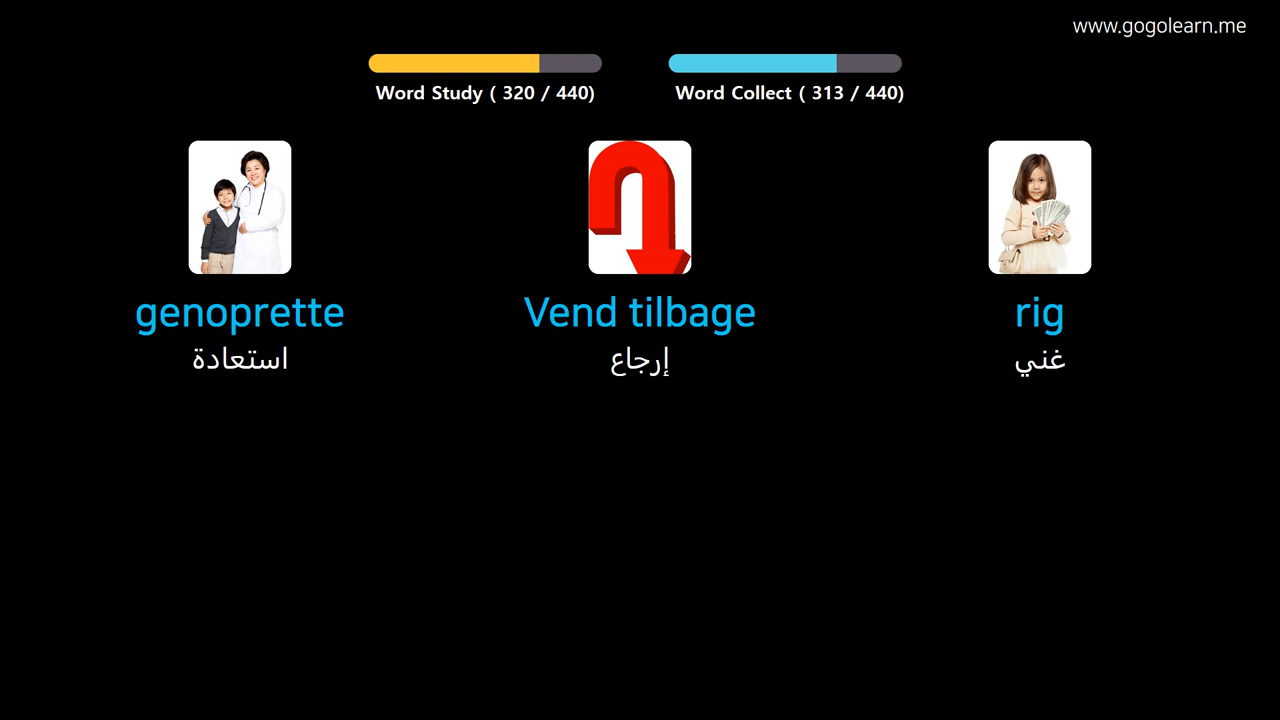 www.gogolearn.me
Word Study ( 320 / 440)
Word Collect ( 313 / 440)
genoprette
استعادة
Vend tilbage
إرجاع
rig
غني